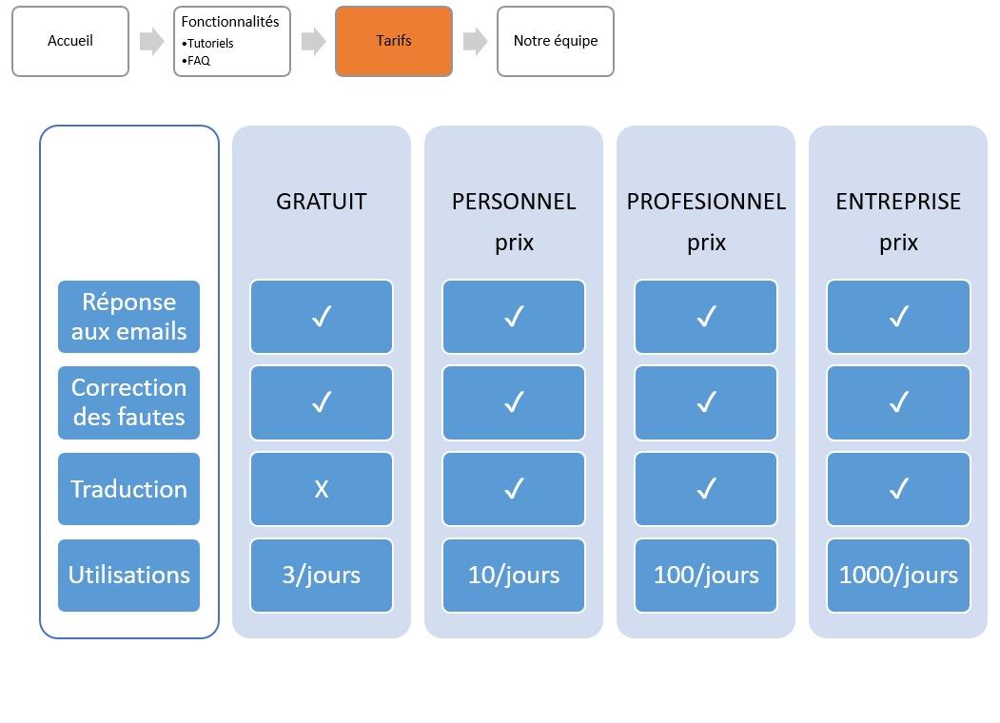 Accueil
Fonctionnalités
•Tutoriels
•FAQ
Tarifs
Notre équipe
GRATUIT
PERSONNEL
prix
PROFESIONNEL
prix
ENTREPRISE
prix
Réponse
aux emails
✓
✓
✓
✓
Correction
des fautes
✓
✓
✓
✓
Traduction
X
✓
✓
✓
Utilisations
3/jours
10/jours
100/jours
1000/jours